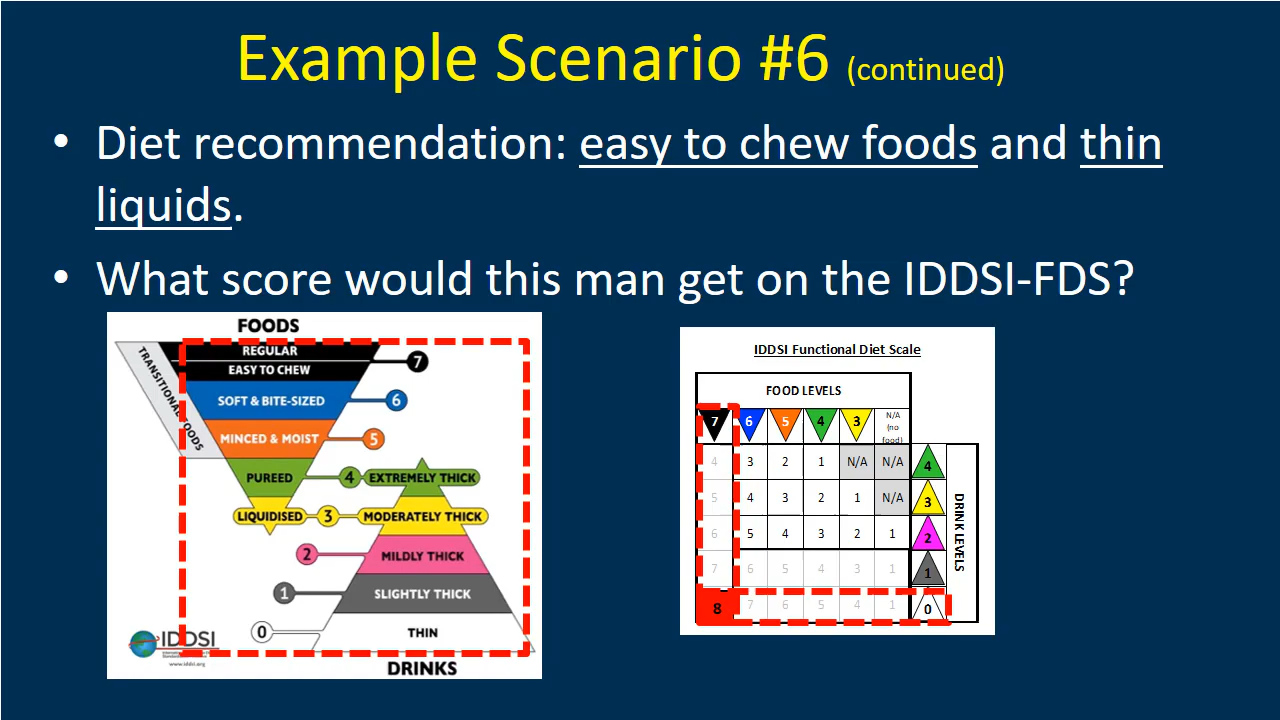 Example Scenario #6 (continued)
• Diet recommendation: easy to chew foods and thin
liquids.
• What score would this man get on the IDDSI-FDS?
FOODS
TRANSITIONAL FOODS
REGULAR
EASY TO CHEW
7
SOFT & BITE-SIZED
6
MINCED & MOIST
5
PUREED
4
EXTREMELY THICK
LIQUIDISED
3
MODERATELY THICK
2
MILDLY THICK
1
SLIGHTLY THICK
0
THIN
DRINKS
IDDSI
www.iddsi.org
IDDSI Functional Diet Scale
FOOD LEVELS
7 6 5 4 3 N/A (no food)
4 3 2 1 N/A N/A 4
5 4 3 2 1 N/A 3
6 5 4 3 2 1 2
7 6 5 4 3 1 1
8 7 6 5 4 1 0
DRINK LEVELS